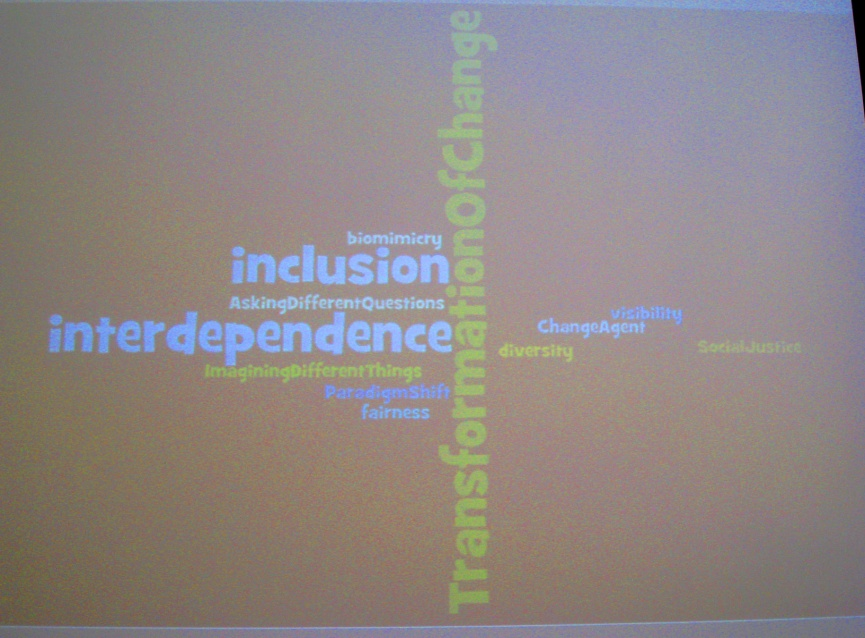 TransformationOfChange
biomimicry
inclusion
AskingDifferentQuestions
interdependence
ImaginingDifferentThings
ParadigmShift
fairness
visibility
ChangeAgent
diversity
SocialJustice